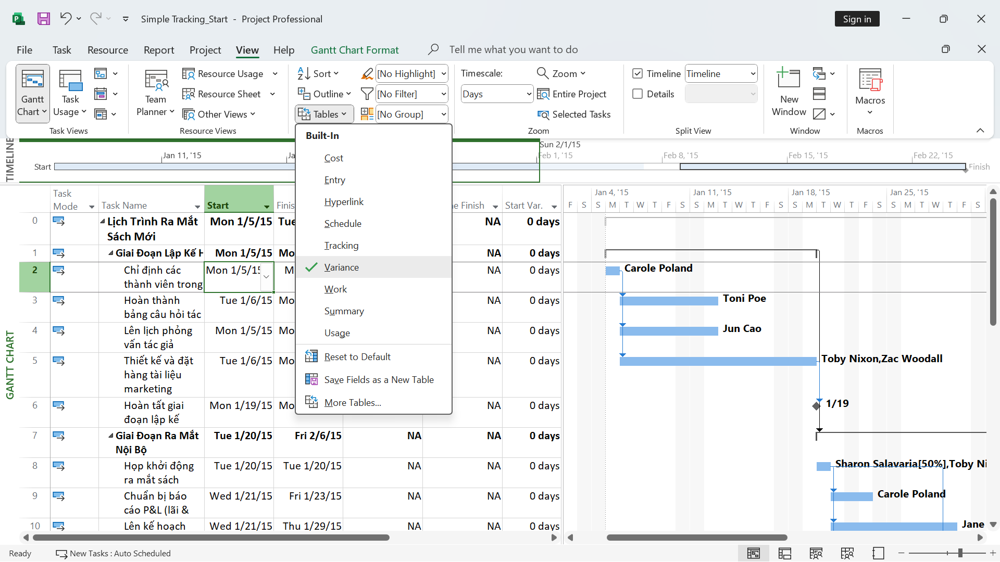 Simple Tracking_Start - Project Professional
Sign in
File Task Resource Report Project View Help Gantt Chart Format Tell me what you want to do
Gantt Chart
Task Usage
Task Views
Team Planner
Resource Usage
Resource Sheet
Other Views
Resource Views
Sort
Outline
Tables
[No Highlight]
[No Filter]
[No Group]
Timescale:
Days
Zoom
Entire Project
Selected Tasks
Zoom
Timeline Timeline
Details
Split View
New Window
Window
Macros
Macros
Built-In
Cost
Entry
Hyperlink
Schedule
Tracking
Variance
Work
Summary
Usage
Reset to Default
Save Fields as a New Table
More Tables...
TIMELINE
Sun 2/1/15
Jan 11, '15 Feb 1, '15 Feb 8, '15 Feb 15, '15 Feb 22, '15
Start Finish
GANTT CHART
Task Mode Task Name Start Finis e Finish Start Var.
0 Lịch Trình Ra Mắt Mon 1/5/15 Tue NA 0 days
Sách Mới
1 Giai Đoạn Lập Kế H Mon 1/5/15 Mo NA 0 days
2 Chỉ định các Mon 1/5/15 M NA 0 days
thành viên trong
3 Hoàn thành Tue 1/6/15 Mo NA 0 days
bảng câu hỏi tác
4 Lên lịch phỏng Mon 1/5/15 Mo NA 0 days
vấn tác giả
5 Thiết kế và đặt Tue 1/6/15 Mo NA 0 days
hàng tài liệu
marketing
6 Hoàn tất giai Mon 1/19/15 Mo NA 0 days
đoạn lập kế
7 Giai Đoạn Ra Mắt Tue 1/20/15 Fri 2/6/15 NA NA 0 days
Nội Bộ
8 Họp khởi động Tue 1/20/15 Tue 1/20/15 NA NA 0 days
ra mắt sách
9 Chuẩn bị báo Wed 1/21/15 Fri 1/23/15 NA NA 0 days
cáo P&L (lãi &
10 Lên kế hoạch Wed 1/21/15 Thu 1/29/15 NA NA 0 days
Jan 4, '15 Jan 11, '15 Jan 18, '15 Jan 25, '15
F S S M T W T F S S M T W T F S S M T W T F S S M T W T F S
Carole Poland
Toni Poe
Jun Cao
Toby Nixon,Zac Woodall
1/19
Sharon Salavaria[50%],Toby Ni
Carole Poland
Jane
Ready New Tasks : Auto Scheduled